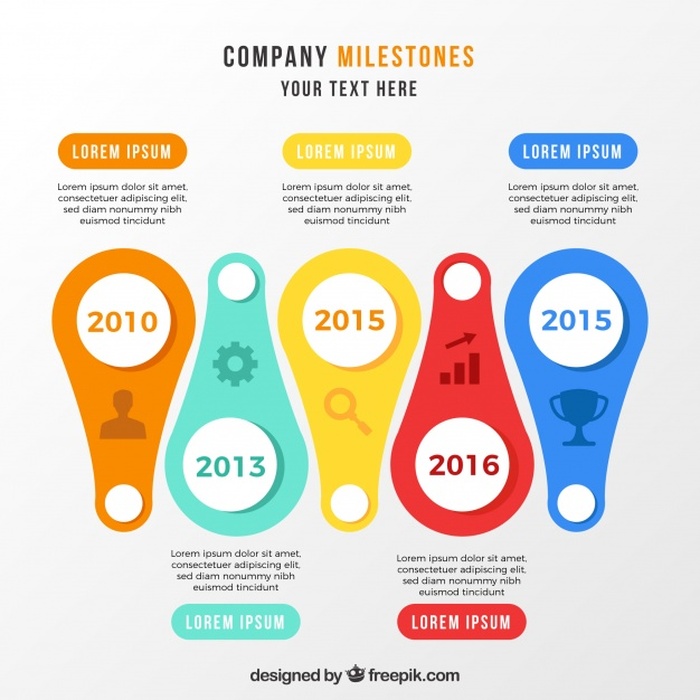 COMPANY MILESTONES
YOUR TEXT HERE
LOREM IPSUM
Lorem ipsum dolor sit amet,
consectetuer adipiscing elit,
sed diam nonummy nibh
euismod tincidunt
LOREM IPSUM
Lorem ipsum dolor sit amet,
consectetuer adipiscing elit,
sed diam nonummy nibh
euismod tincidunt
LOREM IPSUM
Lorem ipsum dolor sit amet,
consectetuer adipiscing elit,
sed diam nonummy nibh
euismod tincidunt
2010
2015
2015
2013
2016
Lorem ipsum dolor sit amet,
consectetuer adipiscing elit,
sed diam nonummy nibh
euismod tincidunt
LOREM IPSUM
Lorem ipsum dolor sit amet,
consectetuer adipiscing elit,
sed diam nonummy nibh
euismod tincidunt
LOREM IPSUM
designed by freepik.com